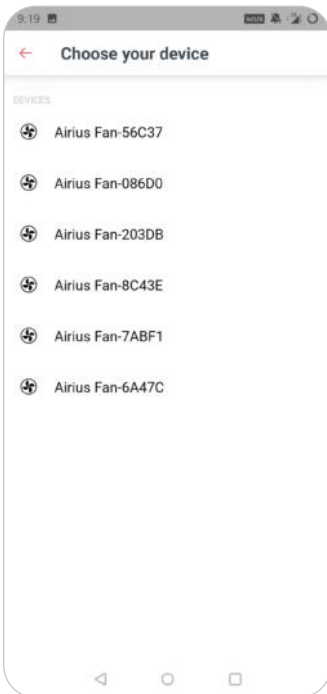 9:19
Choose your device
DEVICES
Airius Fan-56C37
Airius Fan-086D0
Airius Fan-203DB
Airius Fan-8C43E
Airius Fan-7ABF1
Airius Fan-6A47C